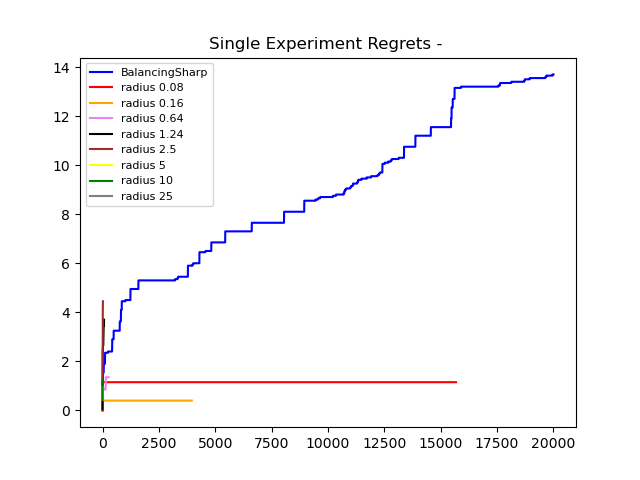 Single Experiment Regrets -
14
12
10
8
6
4
2
0
BalancingSharp
radius 0.08
radius 0.16
radius 0.64
radius 1.24
radius 2.5
radius 5
radius 10
radius 25
0 2500 5000 7500 10000 12500 15000 17500 20000